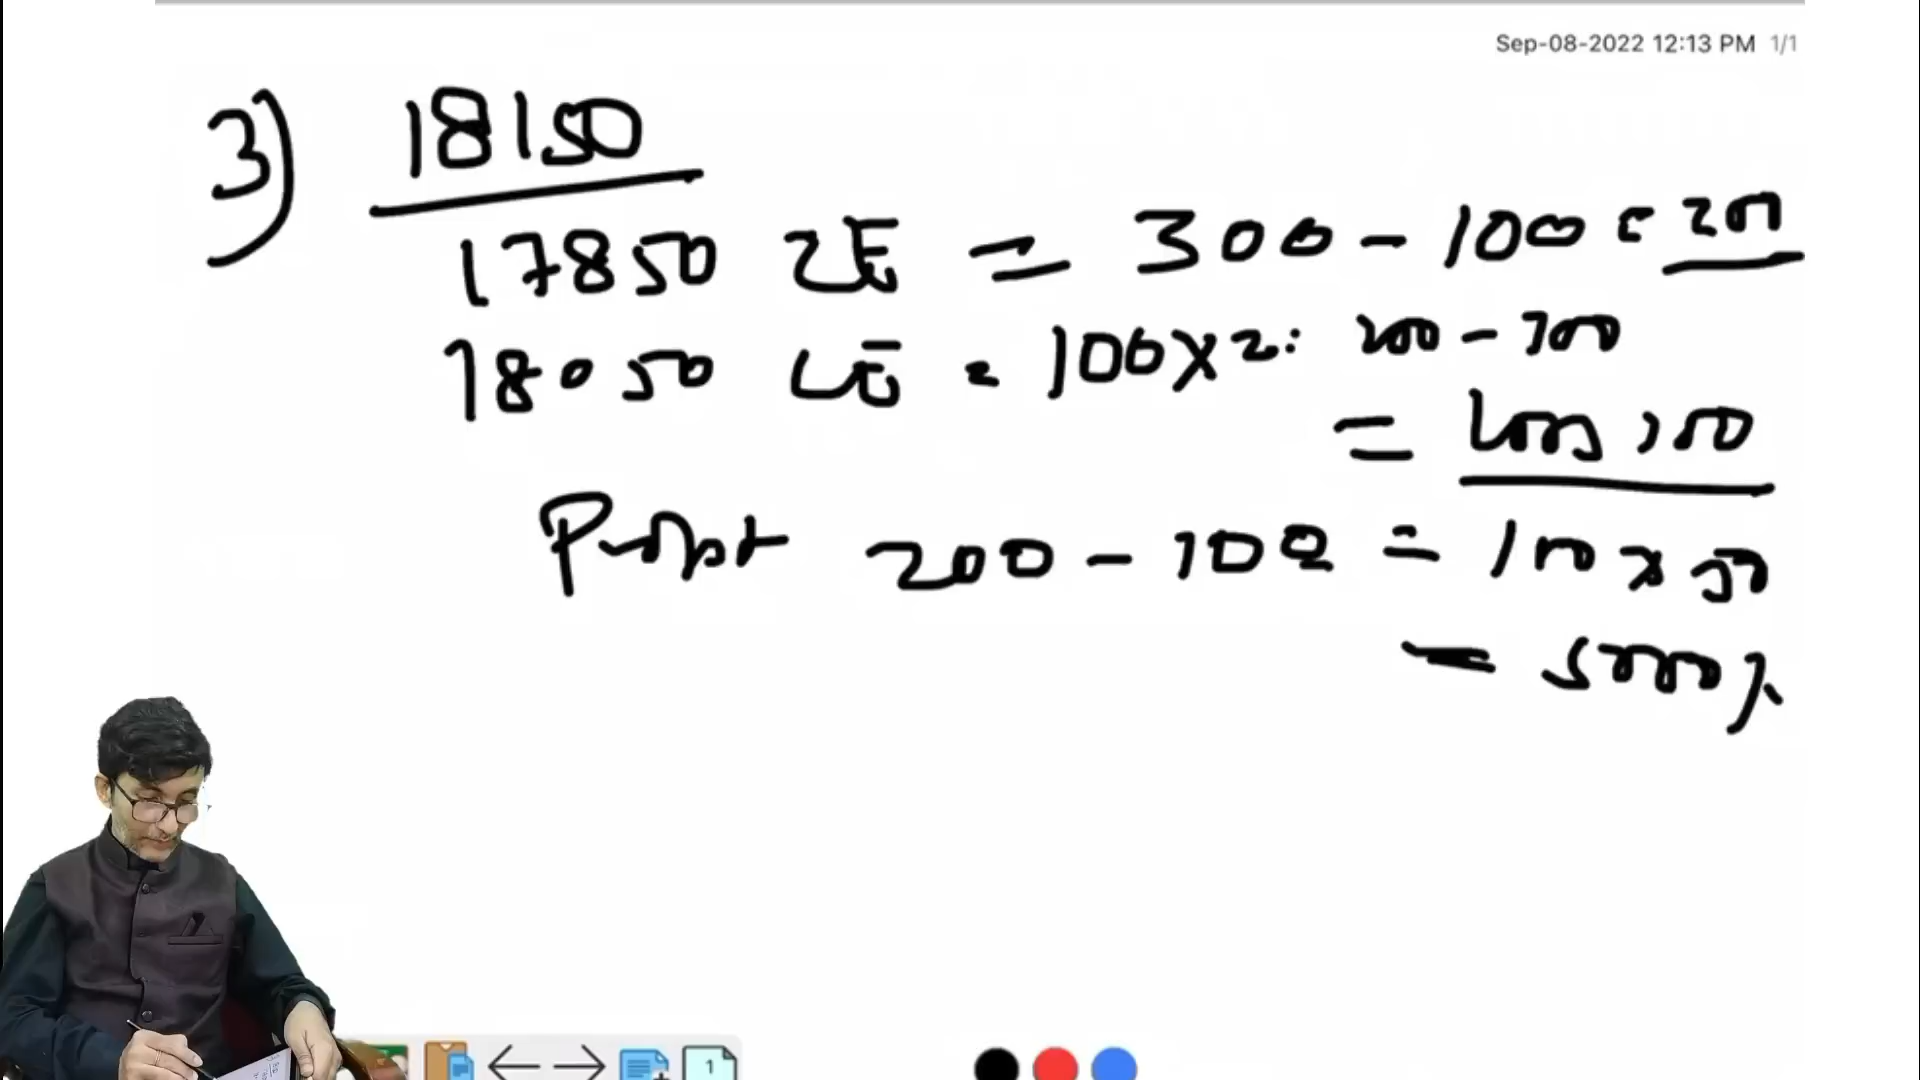 Sep-08-2022 12:13 PM 1/1
3) 18150
17850 CE = 300 - 100 = 200
18050 CE = 100 X 2: 200 - 300
= Loss 100
Profit 200 - 100 = 100 x 50
= 5000/.
1